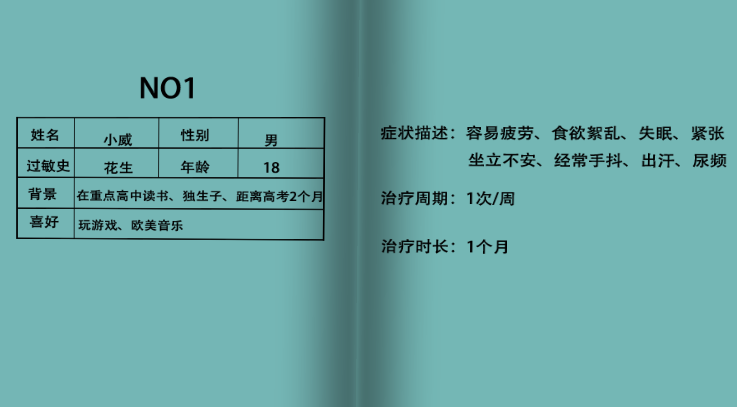 NO1
姓名 小威 性别 男
过敏史 花生 年龄 18
背景 在重点高中读书、独生子、距离高考2个月
喜好 玩游戏、欧美音乐
症状描述：容易疲劳、食欲絮乱、失眠、紧张
坐立不安、经常手抖、出汗、尿频
治疗周期：1次/周
治疗时长：1个月